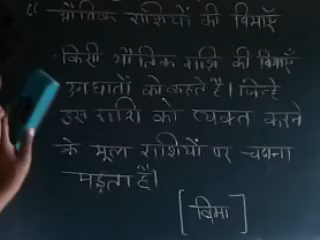 “ भौतिक राशियों की विमाएँ
किसी भौतिक राशि की विमाएँ
उन घातों को कहते है। जिन्हे
उस राशि को व्यक्त करने
के मूल राशियों पर चढाना
पड़ता है।
[विमा]